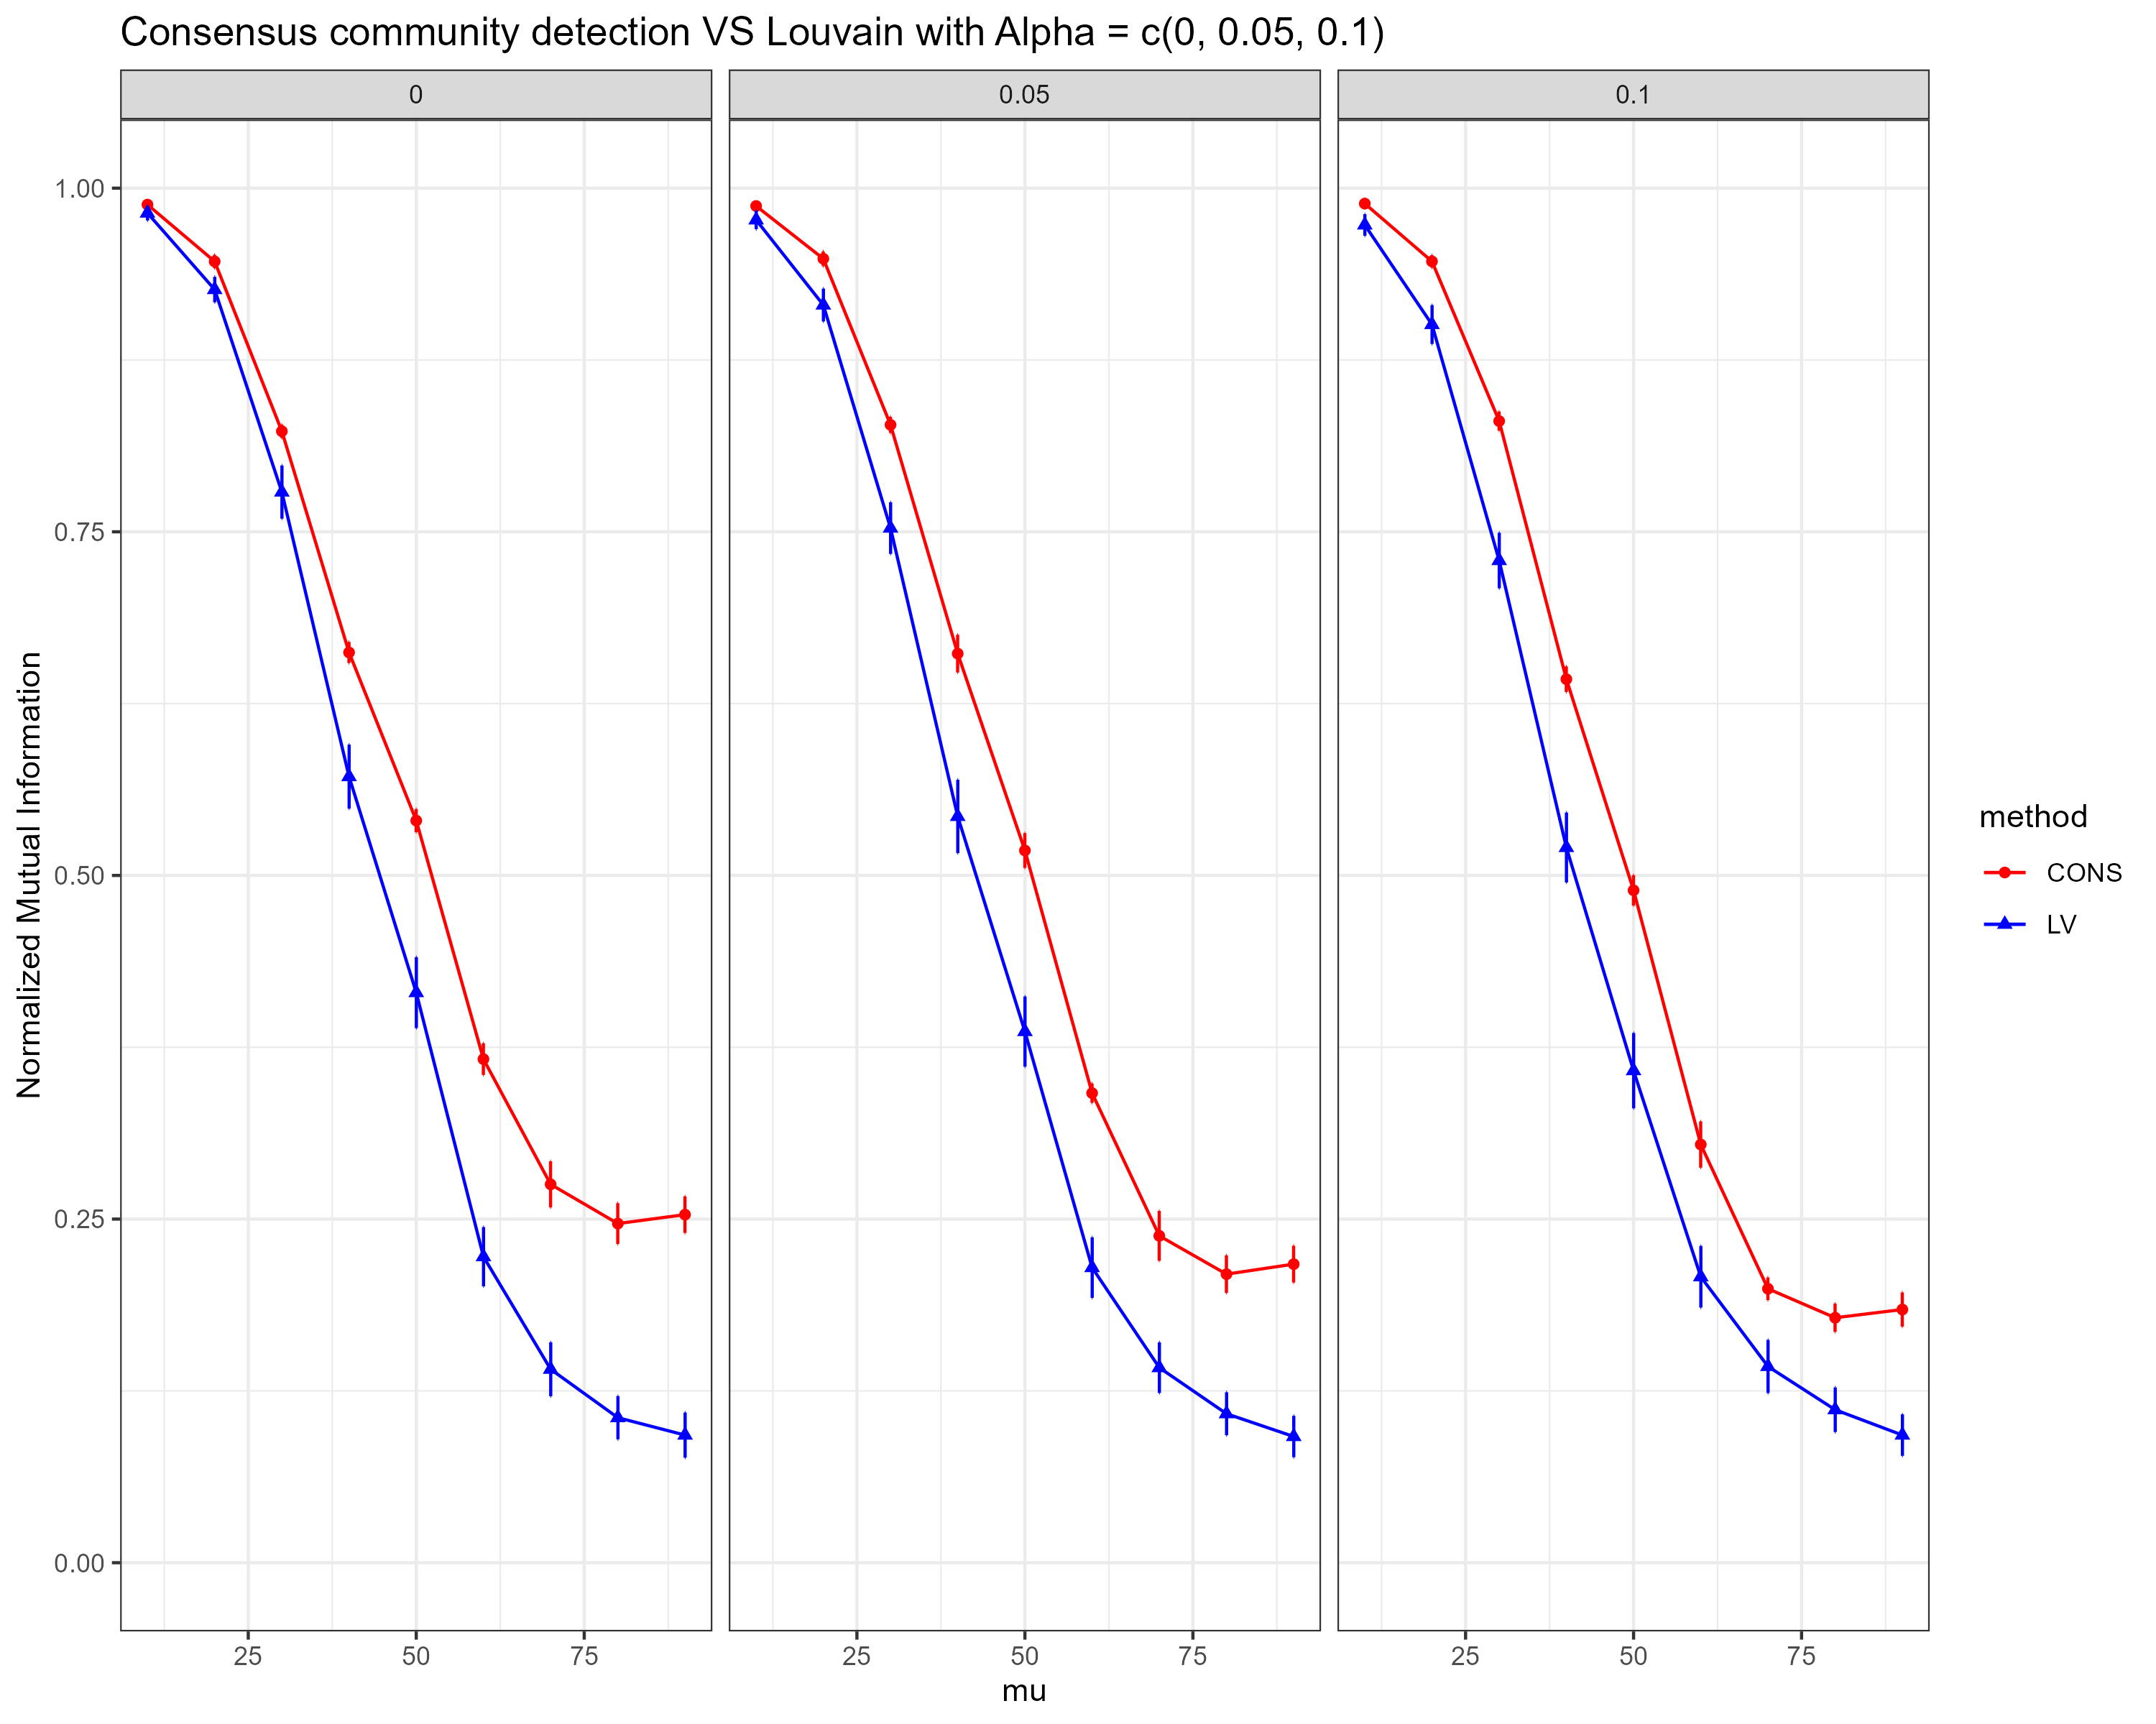 Consensus community detection VS Louvain with Alpha = c(0, 0.05, 0.1)
0 0.05 0.1
1.00
0.75
0.50
0.25
0.00
Normalized Mutual Information
25 50 75 25 50 75 25 50 75
mu
method
CONS
LV